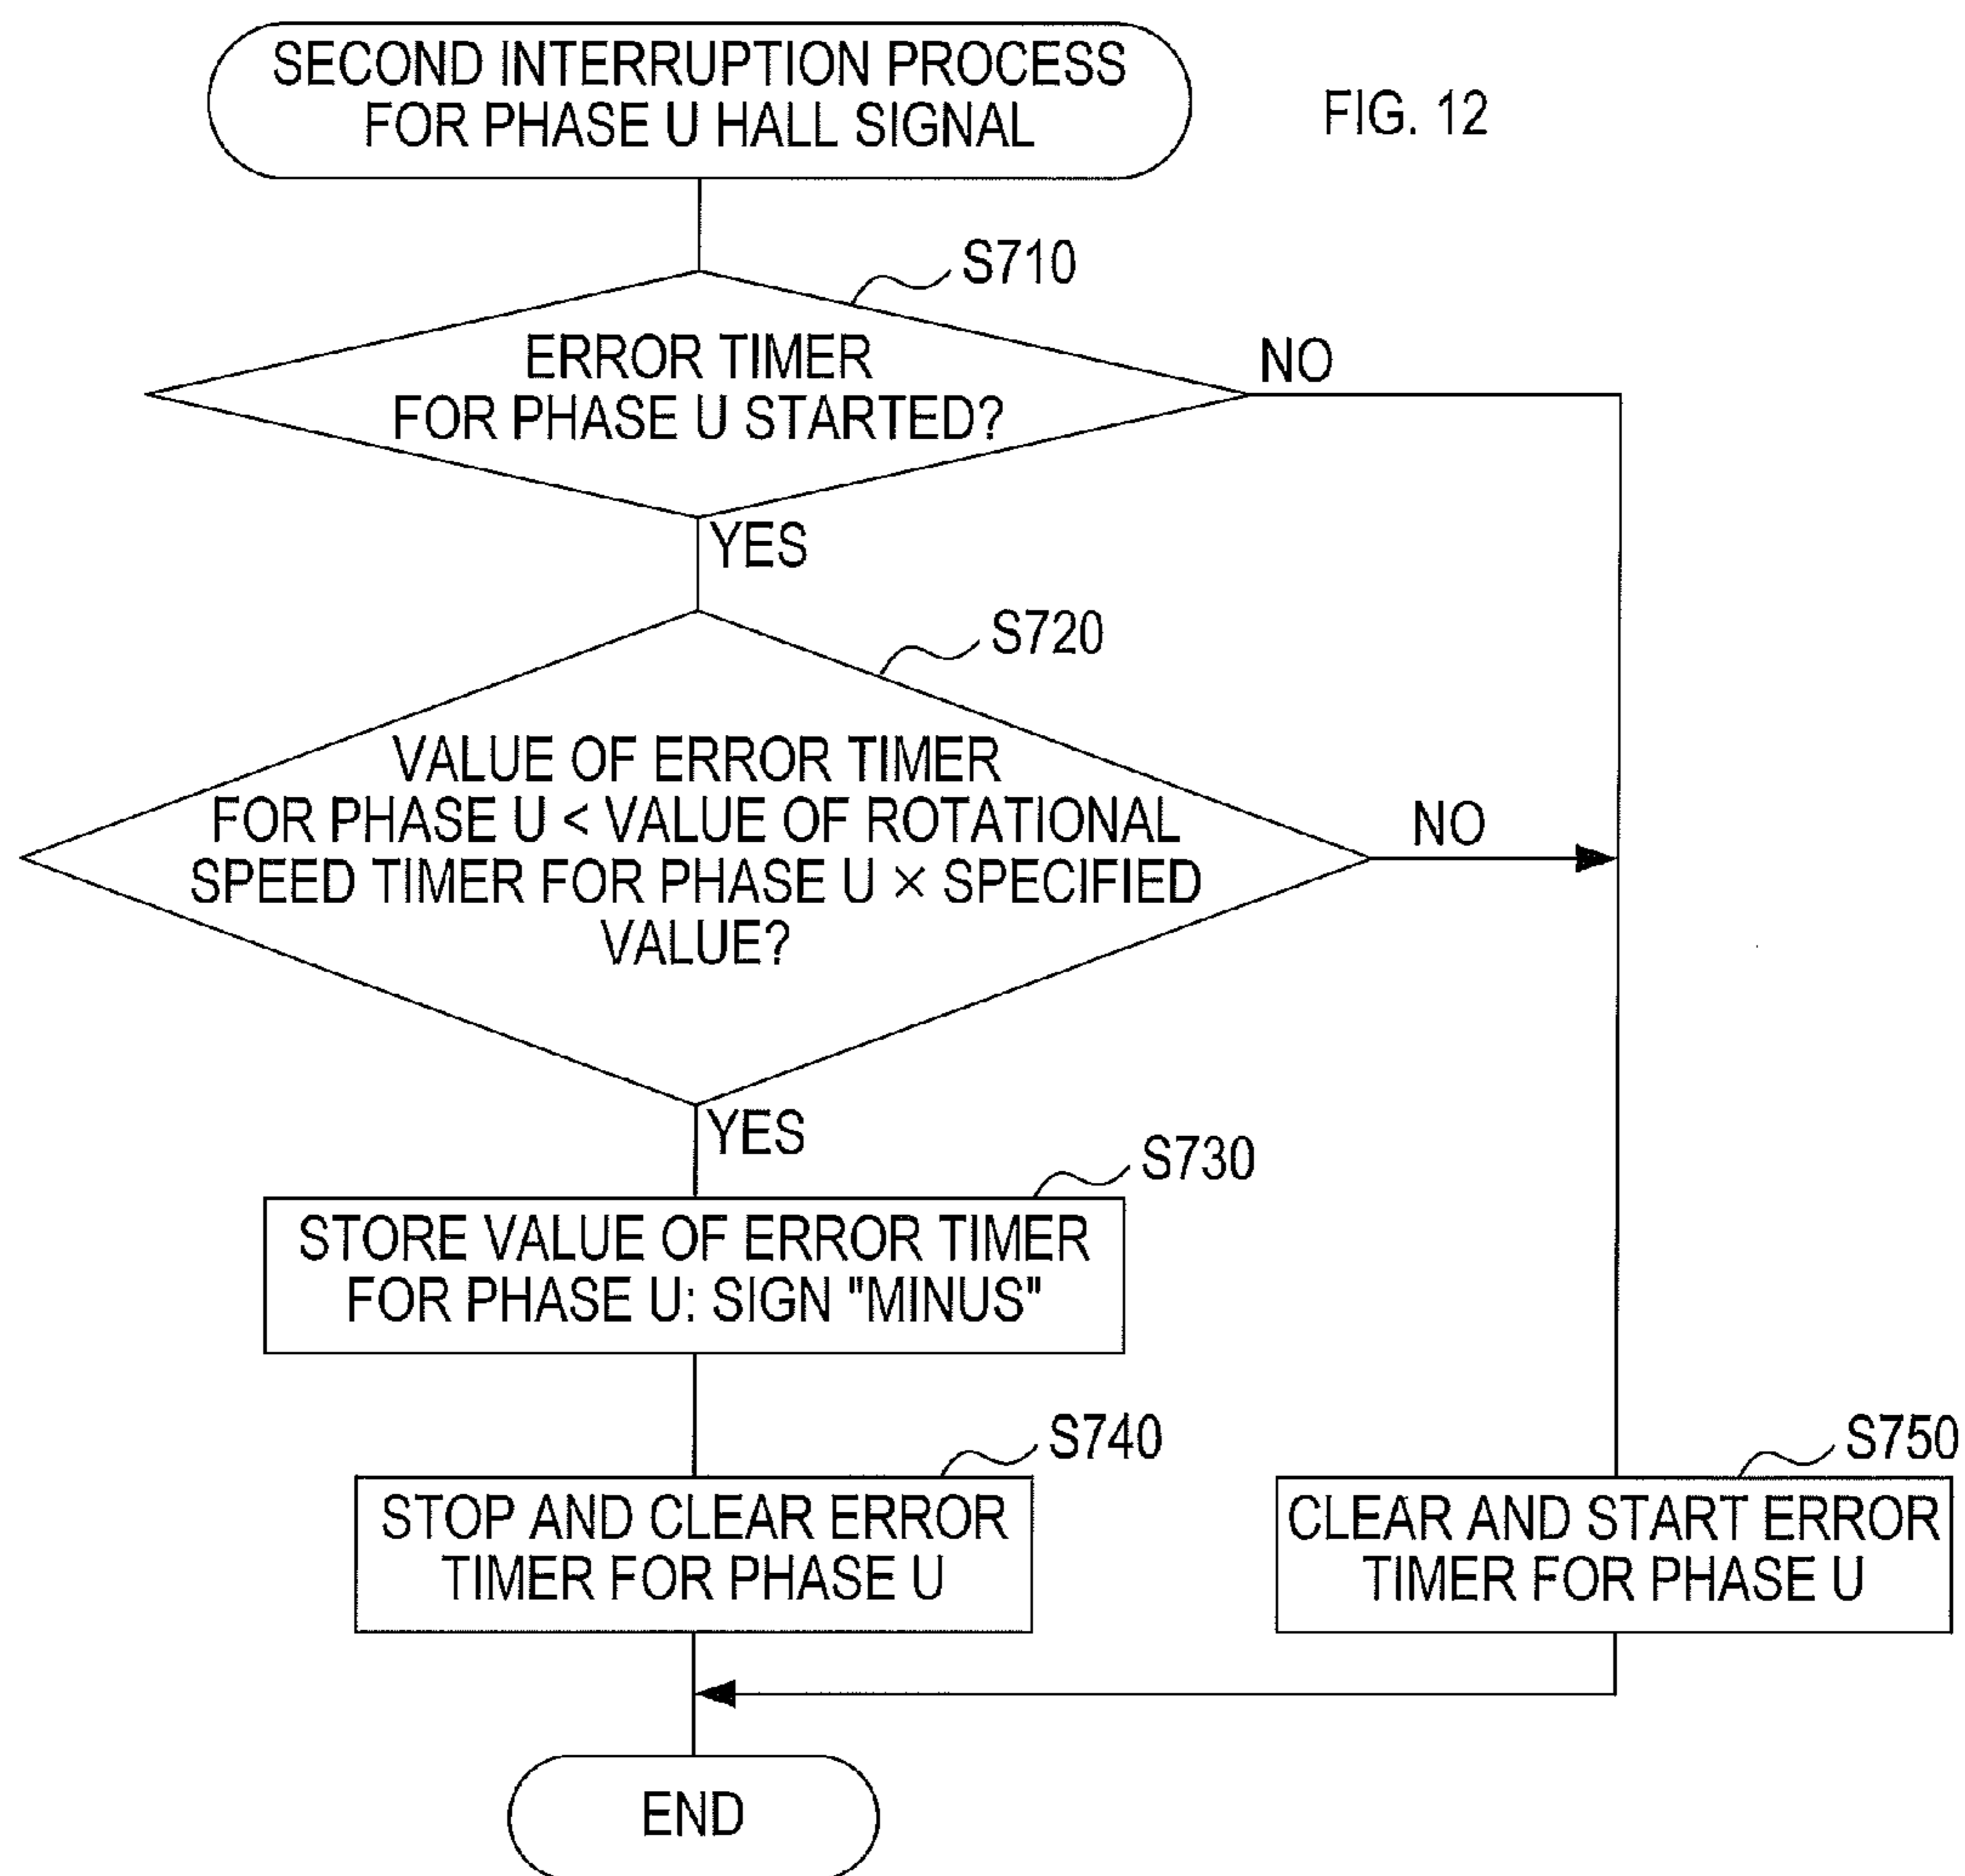 SECOND INTERRUPTION PROCESS
FOR PHASE U HALL SIGNAL
FIG. 12
S710
ERROR TIMER
FOR PHASE U STARTED?
NO
YES
S720
VALUE OF ERROR TIMER
FOR PHASE U < VALUE OF ROTATIONAL
SPEED TIMER FOR PHASE U × SPECIFIED
VALUE?
NO
YES
S730
STORE VALUE OF ERROR TIMER
FOR PHASE U: SIGN "MINUS"
S740
STOP AND CLEAR ERROR
TIMER FOR PHASE U
S750
CLEAR AND START ERROR
TIMER FOR PHASE U
END